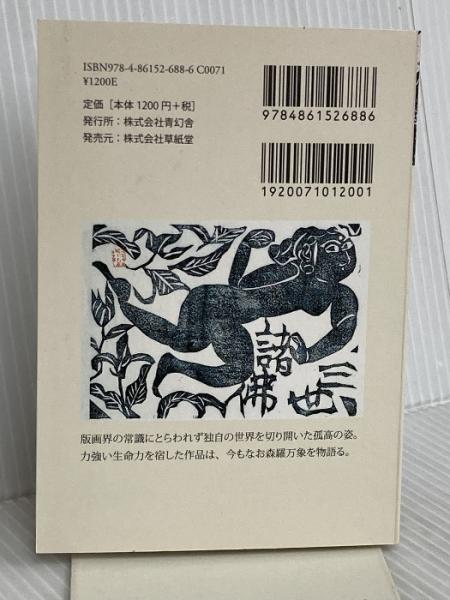 ISBN978-4-86152-688-6 C0071
¥1200E
定価［本体1200円＋税］
発行所：株式会社青幻舎
発売元：株式会社草紙堂
9784861526886
1920071012001
三世
諸佛
版画界の常識にとらわれず独自の世界を切り開いた孤高の姿。
力強い生命力を宿した作品は、今もなお森羅万象を物語る。